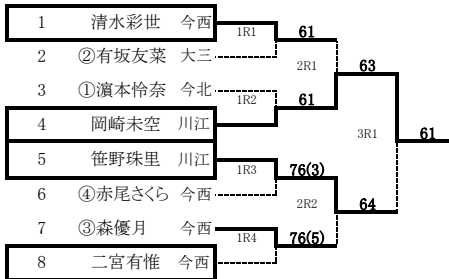 1 清水彩世 今西
1R1 61
2 ②有坂友菜 大三
2R1 63
3 ①濵本怜奈 今北
1R2 61
4 岡崎未空 川江
3R1 61
5 笹野珠里 川江
1R3 76(3)
6 ④赤尾さくら 今西
2R2 64
7 ③森優月 今西
1R4 76(5)
8 二宮有惟 今西